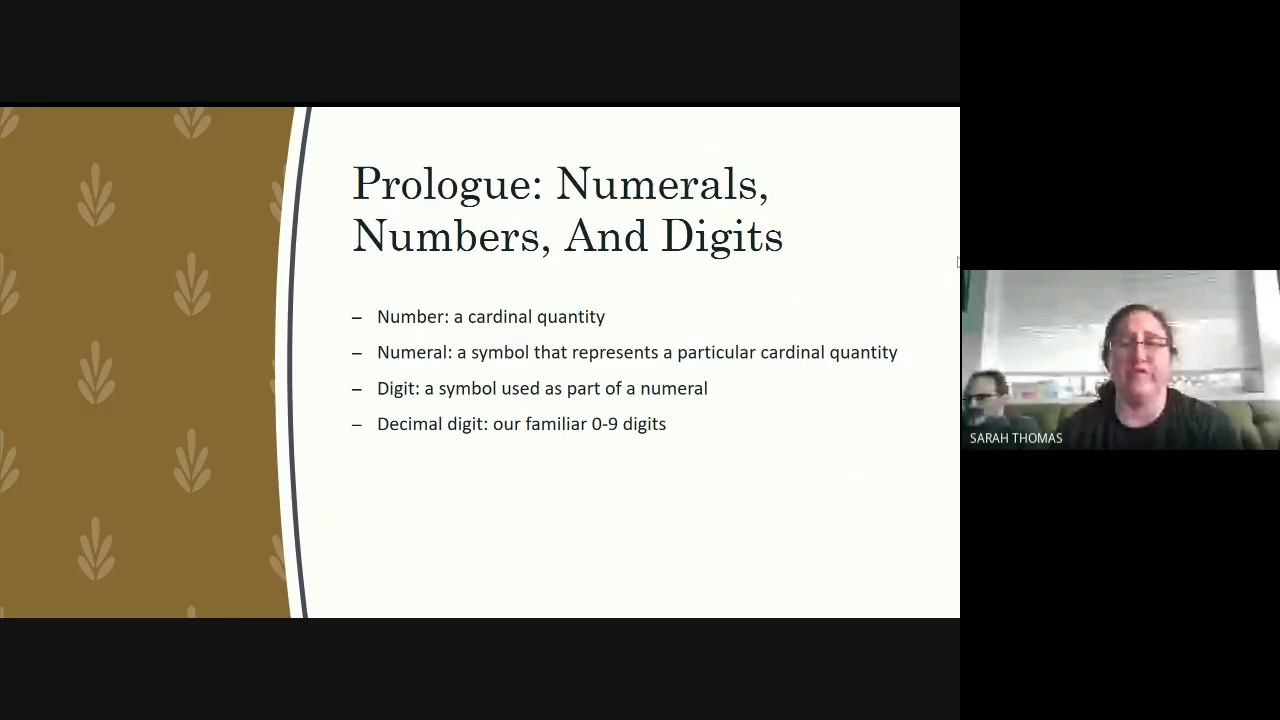 Prologue: Numerals,
Numbers, And Digits
– Number: a cardinal quantity
– Numeral: a symbol that represents a particular cardinal quantity
– Digit: a symbol used as part of a numeral
– Decimal digit: our familiar 0-9 digits
SARAH THOMAS